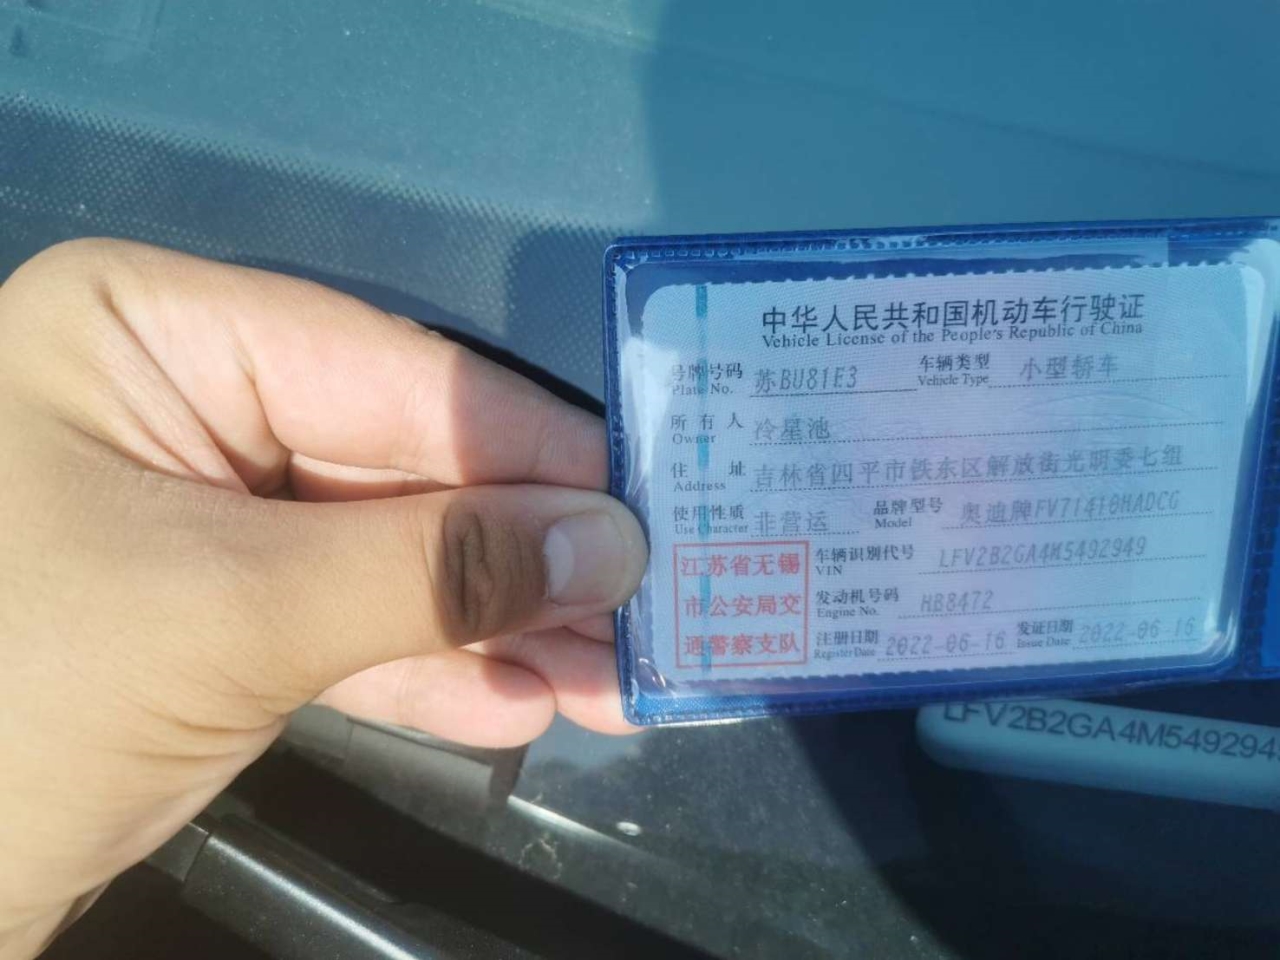 中华人民共和国机动车行驶证
Vehicle License of the People's Republic of China
号牌号码 苏BU81E3 车辆类型 小型轿车
Plate No. Vehicle Type
所有人 冷星池
Owner
住址 吉林省四平市铁东区解放街光明委七组
Address
使用性质 非营运 品牌型号 奥迪牌FV71410HADCG
Use Character Model
江苏省无锡
市公安局交
通警察支队
车辆识别代号 LFV2B2GA4M5492949
VIN
发动机号码 HB8472
Engine No.
注册日期 2022-06-16 发证日期 2022-06-16
Register Date Issue Date
LFV2B2GA4M549294